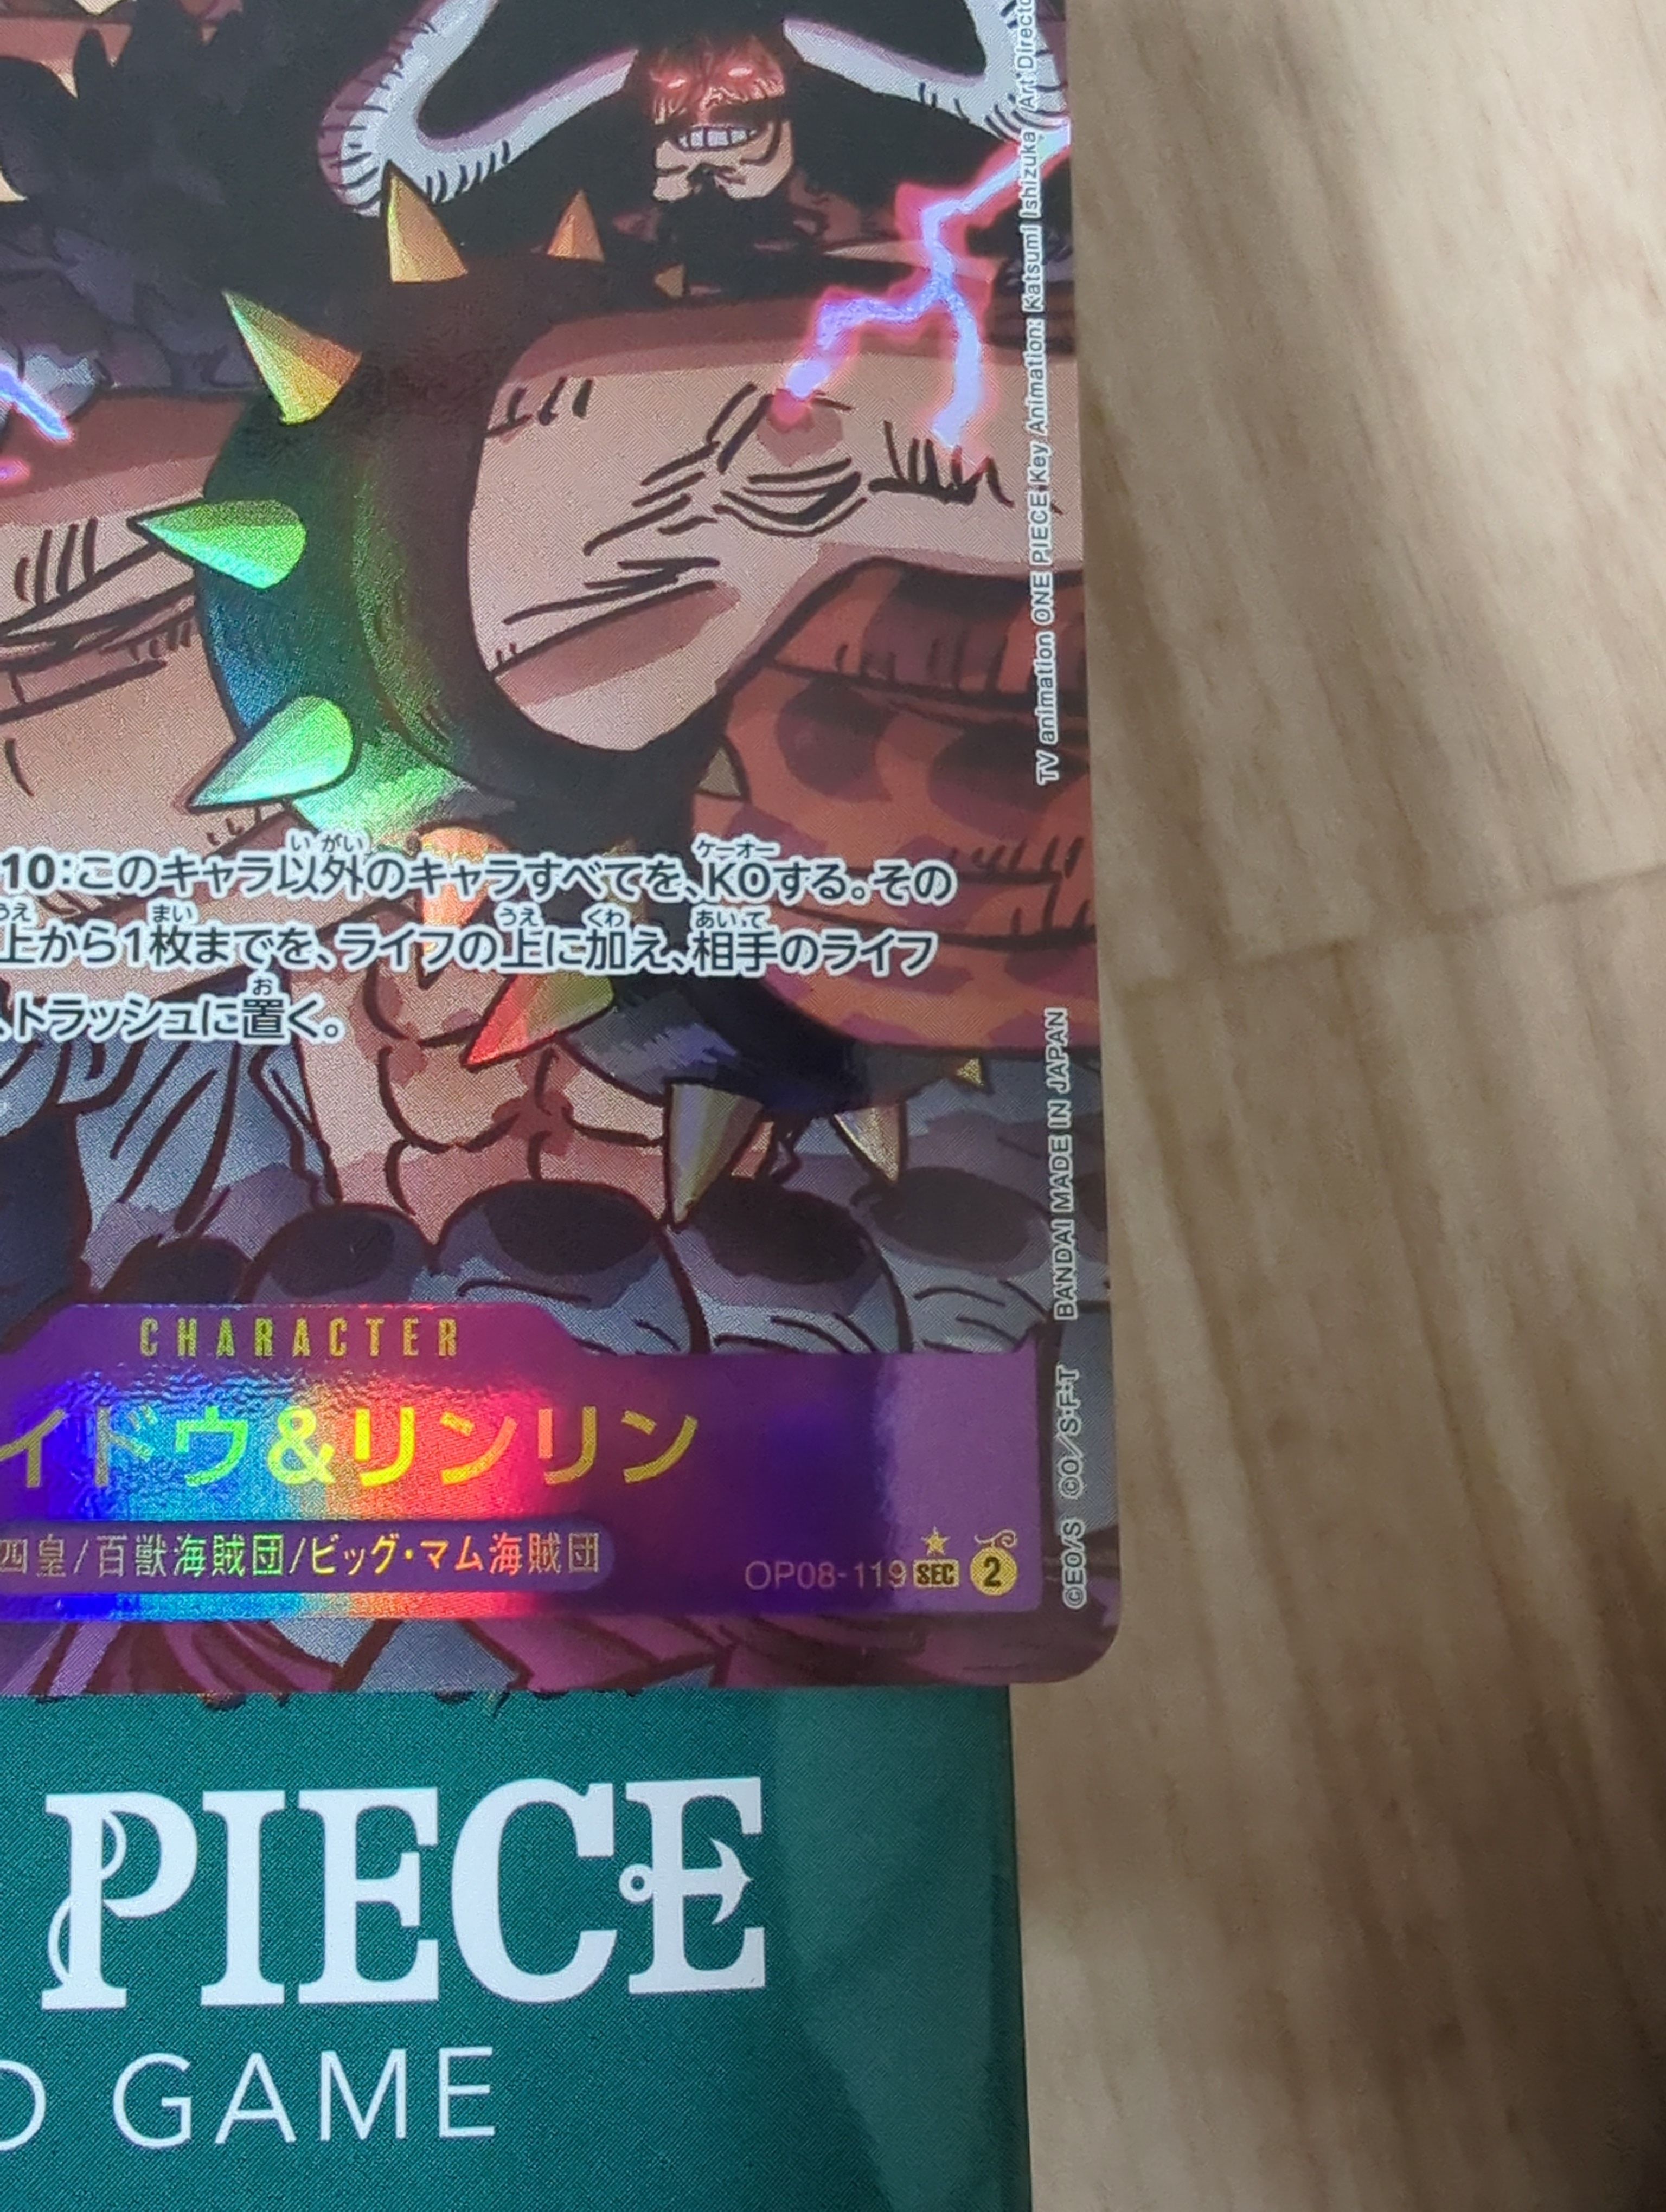 TV animation ONE PIECE Key Animation: Katsumi Ishizuka / Art Directo
10:このキャラ以外のキャラすべてを、KOする。その
上から1枚までを、ライフの上に加え、相手のライフ
トラッシュに置く。
BANDAI MADE IN JAPAN
©EO/S ©O/S・F・T
CHARACTER
イドウ&リンリン
四皇/百獣海賊団/ビッグ・マム海賊団
OP08-119 SEC 2
PIECE
D GAME